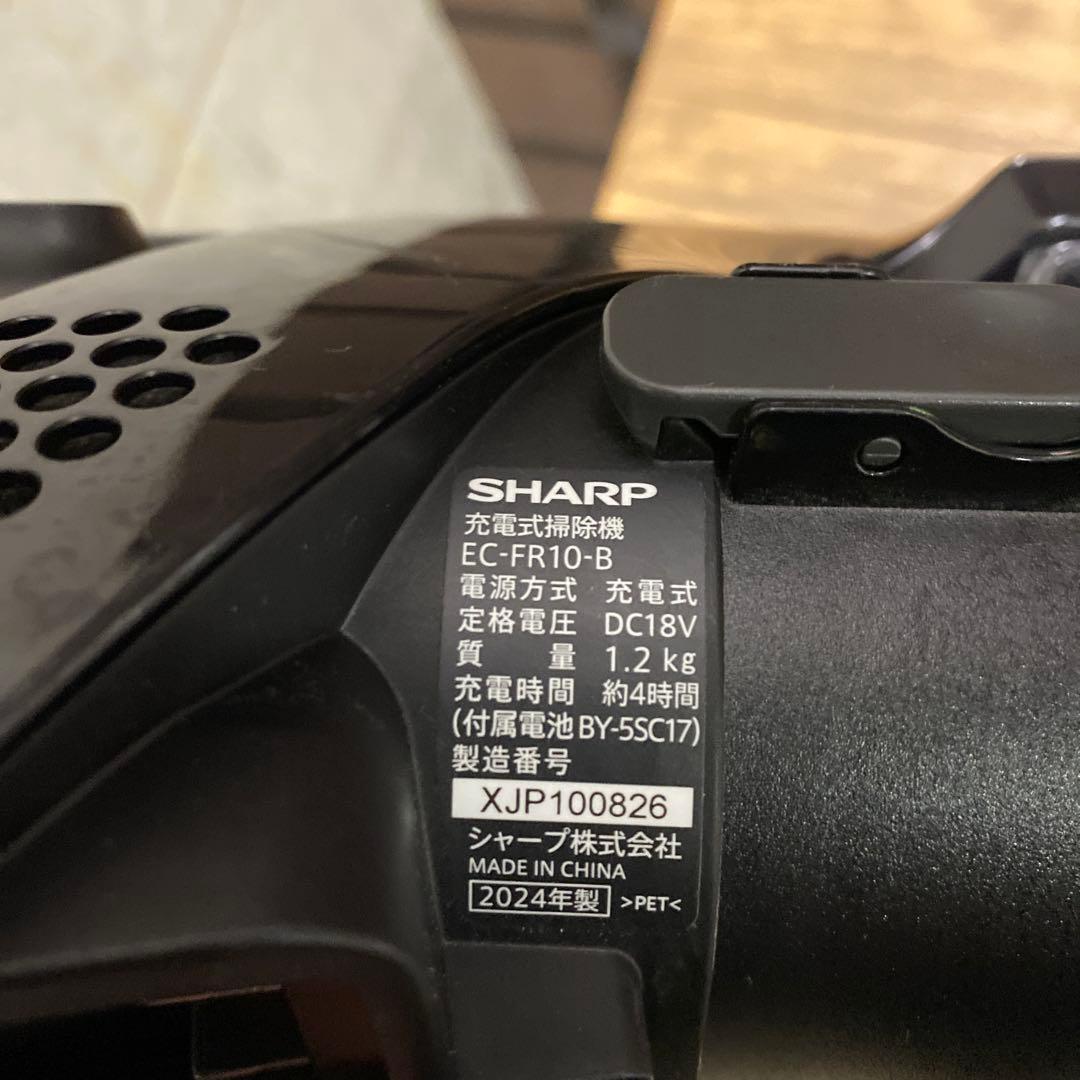 SHARP
充電式掃除機
EC-FR10-B
電源方式 充電式
定格電圧 DC18V
質量 1.2 kg
充電時間 約4時間
(付属電池BY-5SC17)
製造番号
XJP100826
シャープ株式会社
MADE IN CHINA
2024年製 >PET<